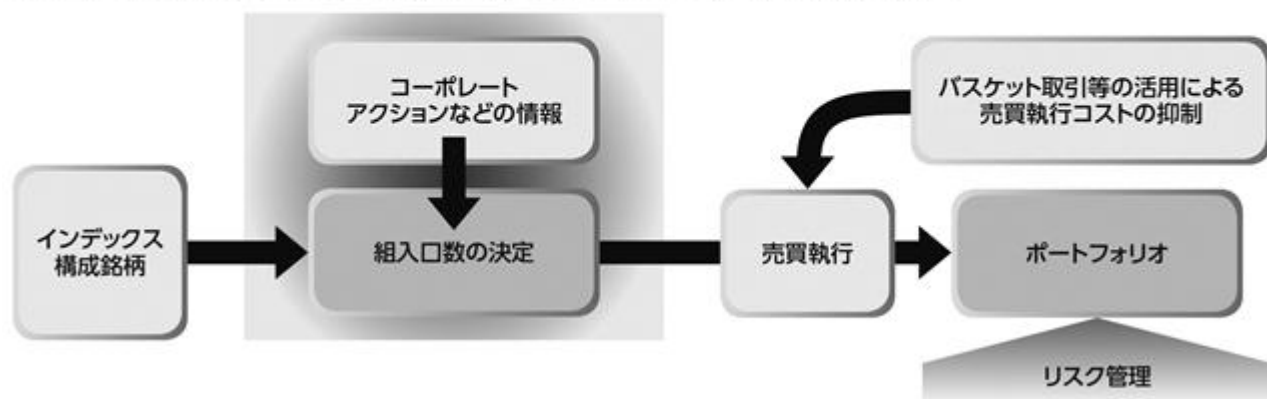 コーポレート
アクションなどの情報
バスケット取引等の活用による
売買執行コストの抑制
インデックス
構成銘柄
組入口数の決定
売買執行
ポートフォリオ
リスク管理